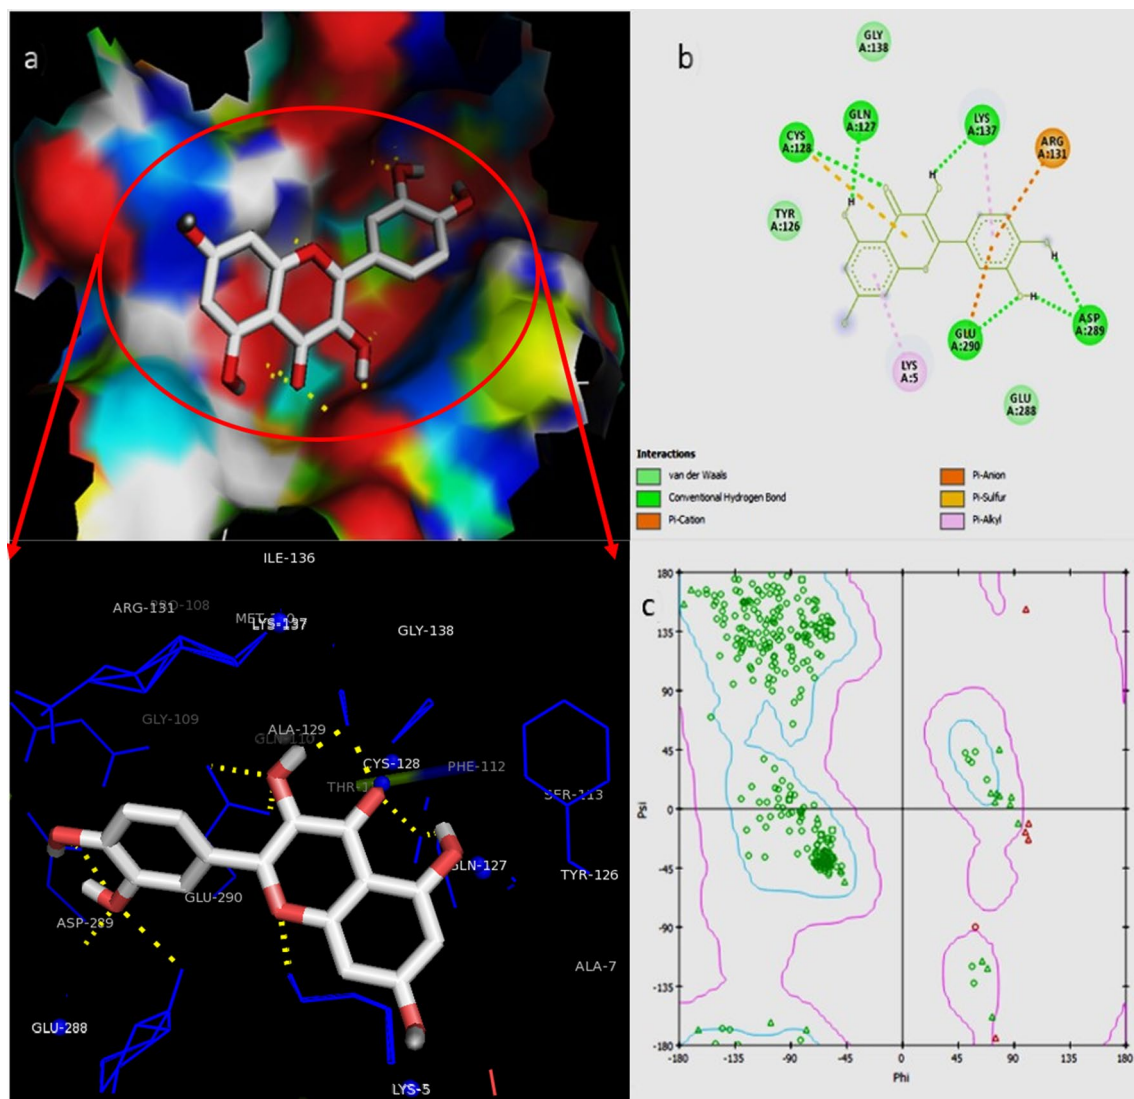 a
b
GLY
A:138
GLN
A:127
LYS
A:137
CYS
A:128
ARG
A:131
TYR
A:126
H
H
H
H
ASP
A:289
GLU
A:290
LYS
A:5
GLU
A:288
Interactions
van der Waals
Conventional Hydrogen Bond
Pi-Cation
Pi-Anion
Pi-Sulfur
Pi-Alkyl
ILE-136
ARG-131
PRO-108
LYS-137
GLY-138
GLY-109
ALA-129
GLN-110
CYS-128
PHE-112
SER-113
GLN-127
TYR-126
GLU-290
ASP-289
ALA-7
GLU-288
LYS-5
c
180
135
90
45
0
-45
-90
-135
-180
-180 -135 -90 -45 0 45 90 135 180
Psi
Phi